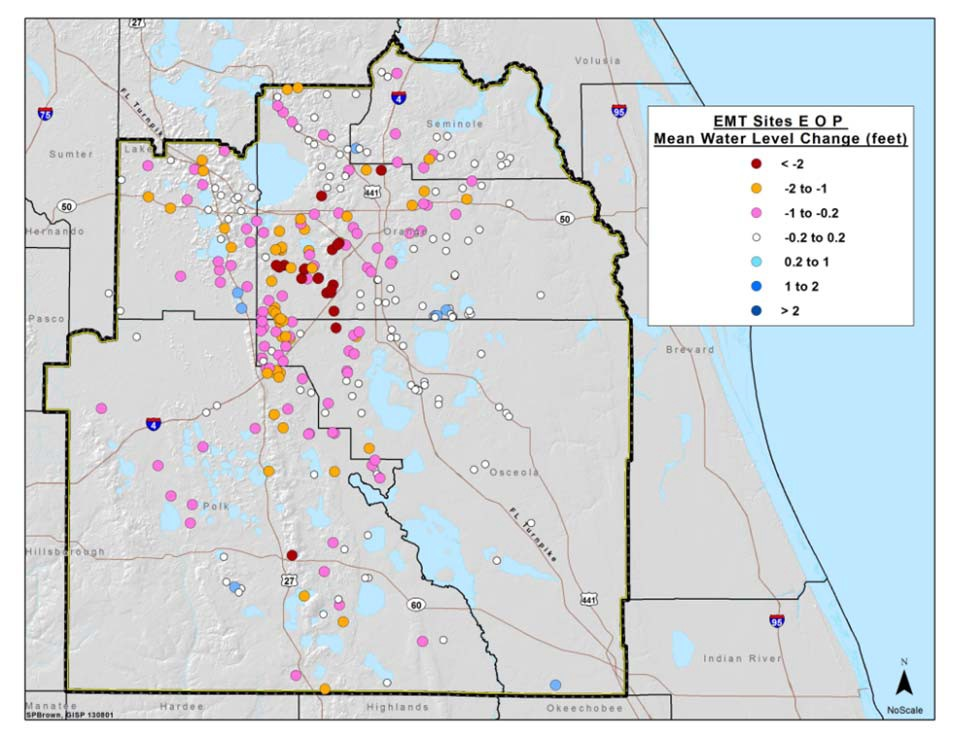 27
Volusia
FL Turnpike
75
4
95
Seminole
EMT Sites E O P
Mean Water Level Change (feet)
< -2
-2 to -1
-1 to -0.2
-0.2 to 0.2
0.2 to 1
1 to 2
> 2
Sumter
Lake
441
50
50
Hernando
Orange
Pasco
Brevard
4
Osceola
Polk
FL Turnpike
Hillsborough
27
60
441
95
Indian River
N
NoScale
Manatee
Hardee
Highlands
Okeechobee
SPBrown, GISP 130801